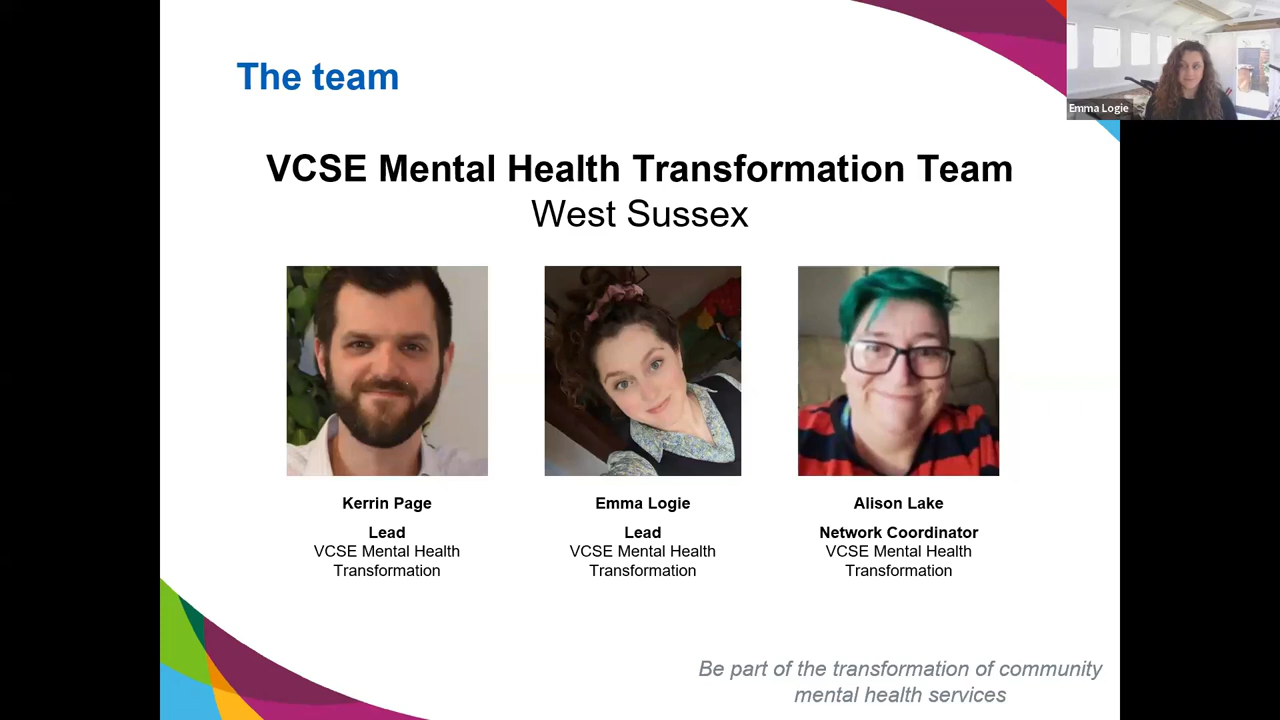 The team
Emma Logie
VCSE Mental Health Transformation Team
West Sussex
Kerrin Page
Lead
VCSE Mental Health
Transformation
Emma Logie
Lead
VCSE Mental Health
Transformation
Alison Lake
Network Coordinator
VCSE Mental Health
Transformation
Be part of the transformation of community
mental health services